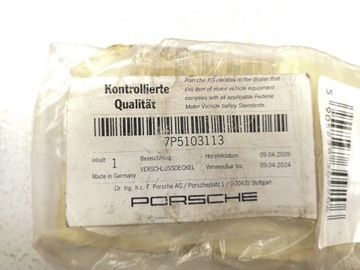 Kontrollierte
Qualität
Porsche AG certifies to the dealer that
this item of motor vehicle equipment
complies with all applicable Federal
Motor Vehicle Safety Standards.
7P5103113
Inhalt: 1 Bezeichnung: Herstelldatum: 09.04.2009
Made in Germany VERSCHLUSSDECKEL Verwendbar bis: 09.04.2024
Dr. Ing. h.c. F. Porsche AG / Porscheplatz 1 / D-70435 Stuttgart
PORSCHE